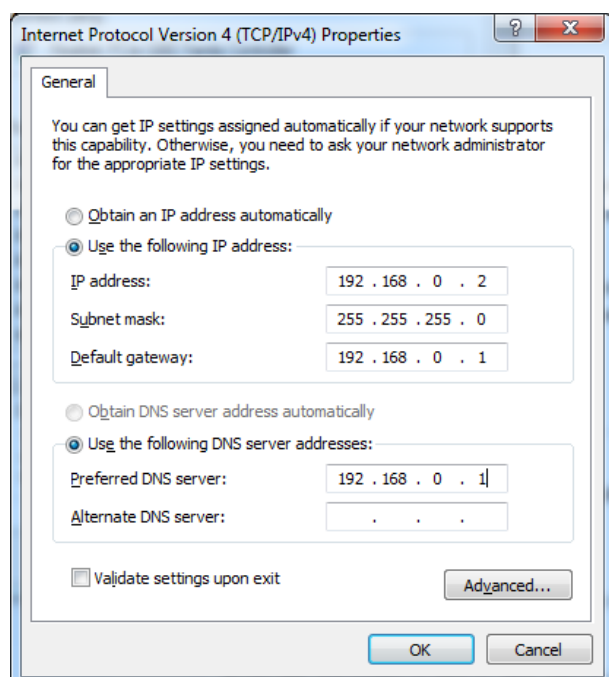 Internet Protocol Version 4 (TCP/IPv4) Properties
General
You can get IP settings assigned automatically if your network supports
this capability. Otherwise, you need to ask your network administrator
for the appropriate IP settings.
Obtain an IP address automatically
Use the following IP address:
IP address: 192 . 168 . 0 . 2
Subnet mask: 255 . 255 . 255 . 0
Default gateway: 192 . 168 . 0 . 1
Obtain DNS server address automatically
Use the following DNS server addresses:
Preferred DNS server: 192 . 168 . 0 . 1
Alternate DNS server: . . .
Validate settings upon exit
Advanced...
OK Cancel